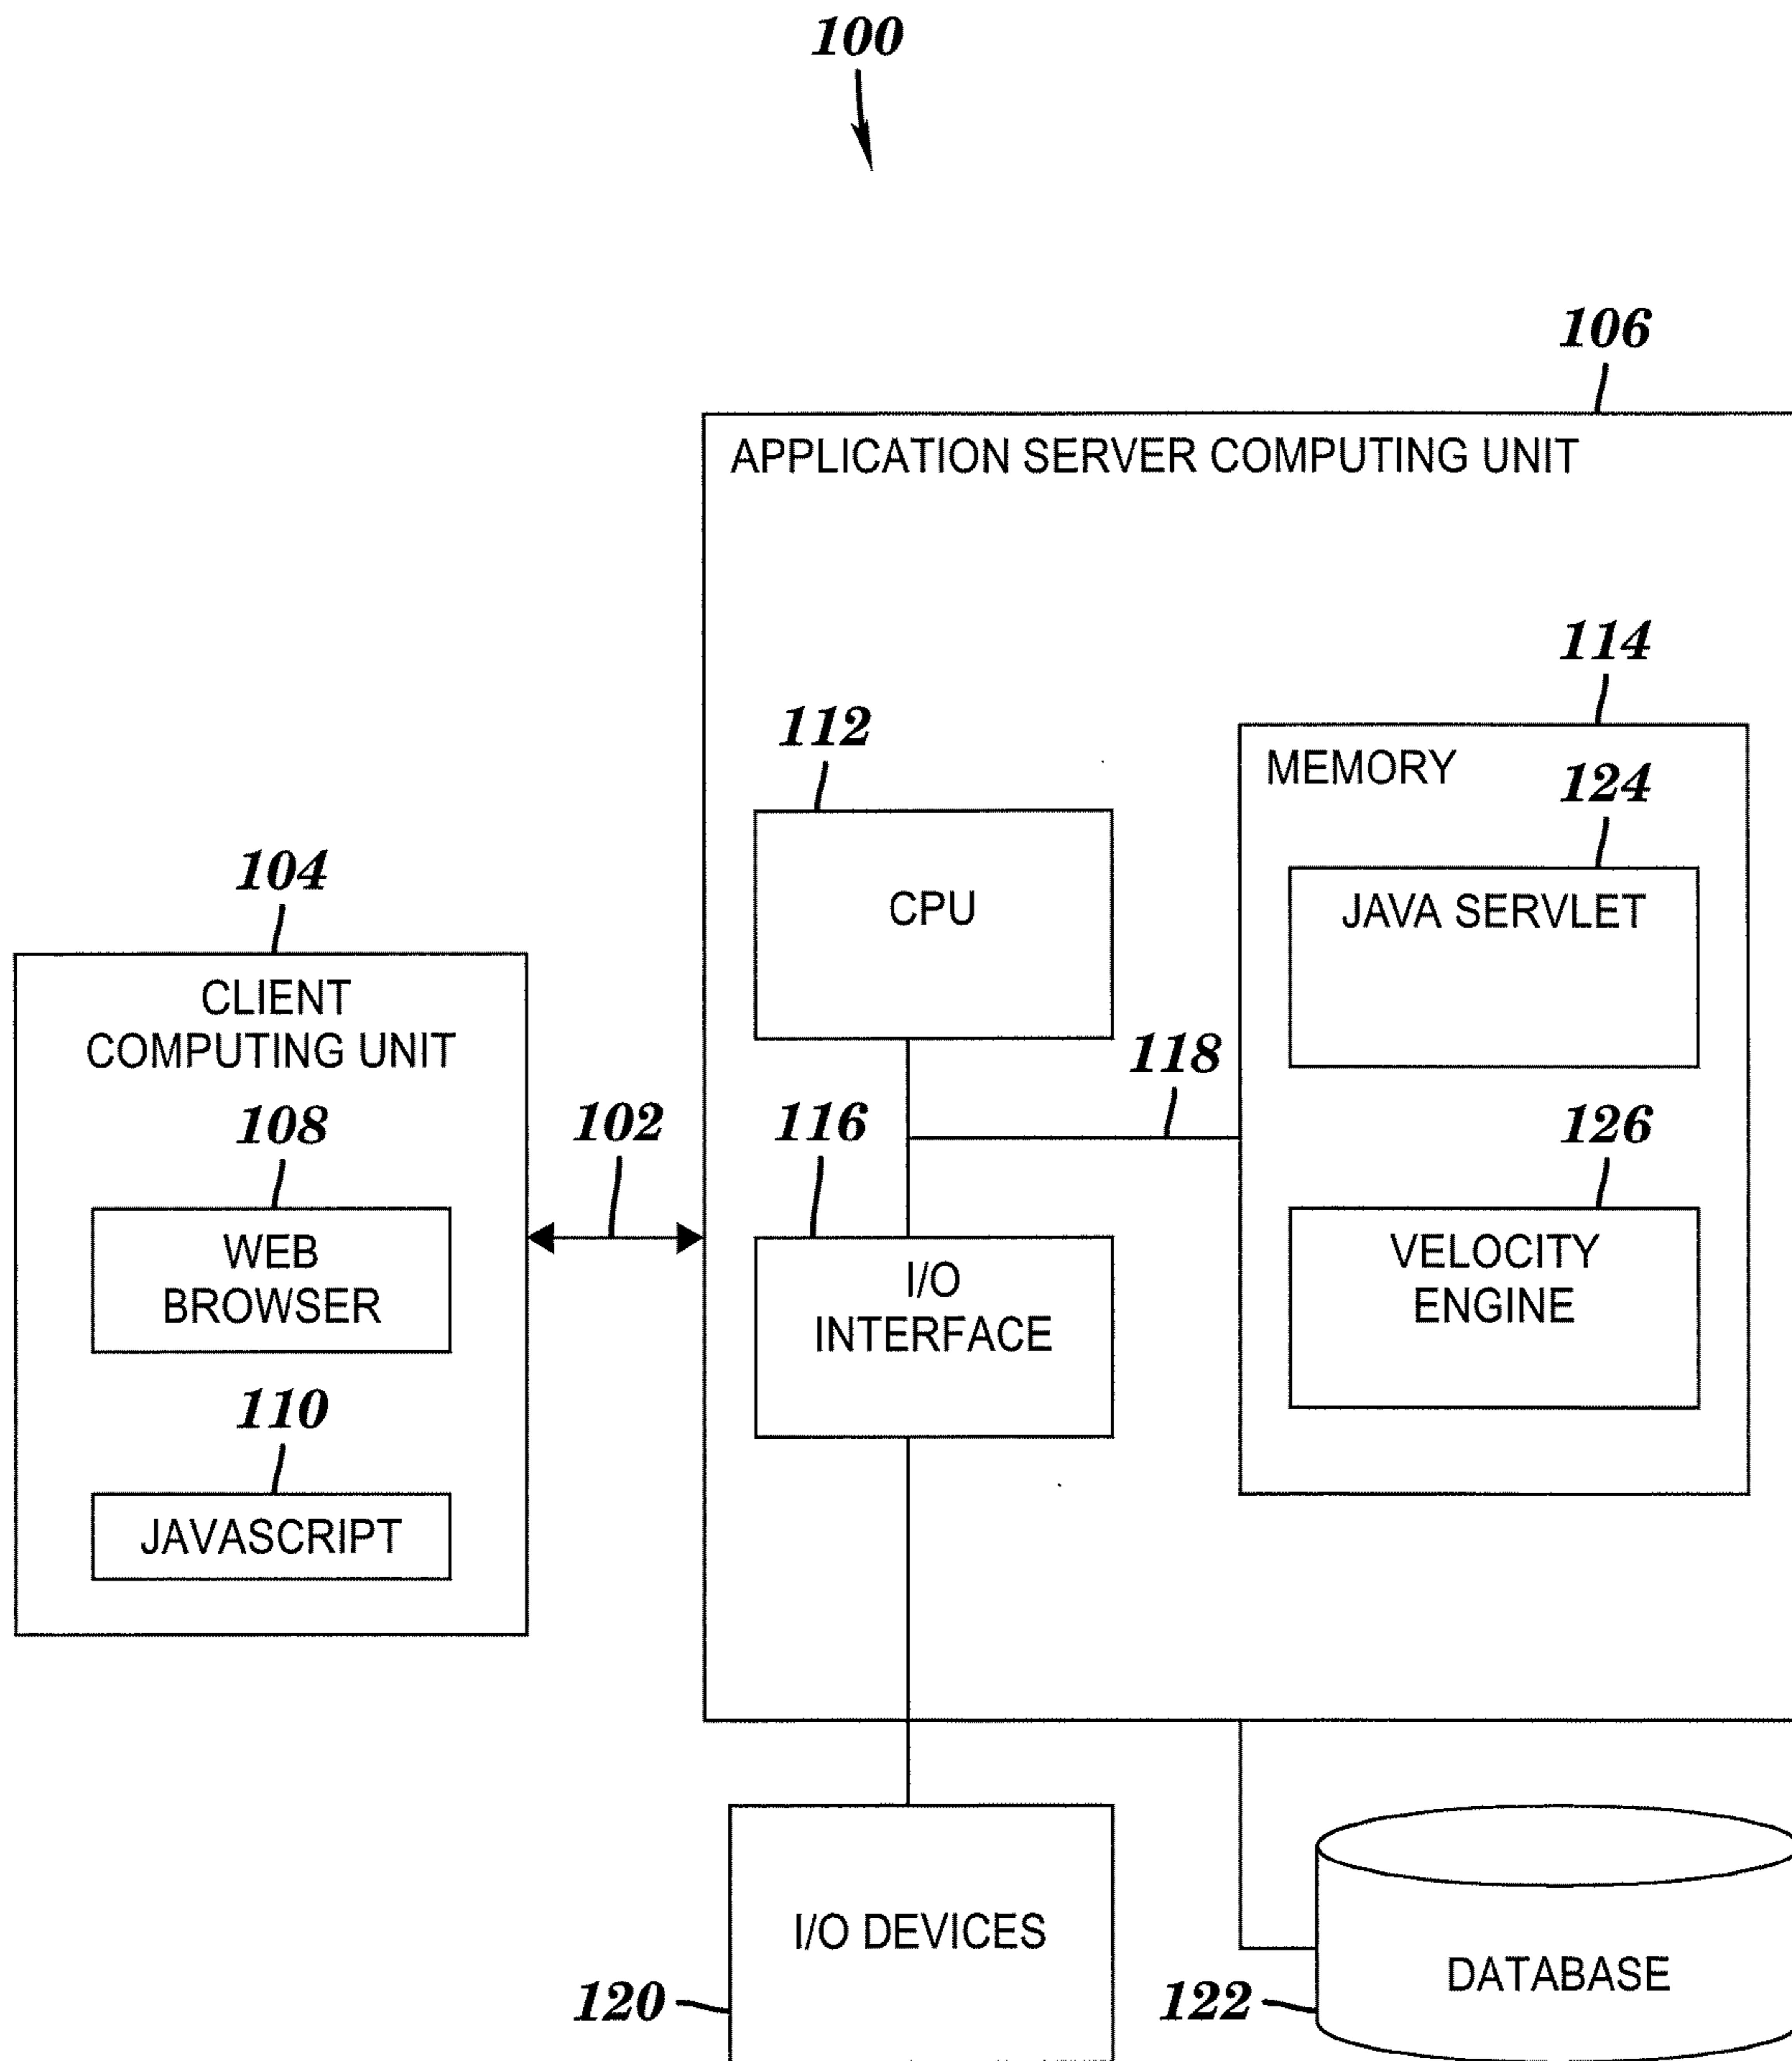 100
106
APPLICATION SERVER COMPUTING UNIT
114
112
MEMORY
124
CPU
JAVA SERVLET
104
CLIENT
COMPUTING UNIT
118
108
102
116
126
WEB
BROWSER
I/O
INTERFACE
VELOCITY
ENGINE
110
JAVASCRIPT
I/O DEVICES
120
DATABASE
122